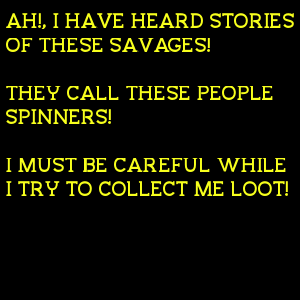 AH!, I HAVE HEARD STORIES
OF THESE SAVAGES!
THEY CALL THESE PEOPLE
SPINNERS!
I MUST BE CAREFUL WHILE
I TRY TO COLLECT ME LOOT!